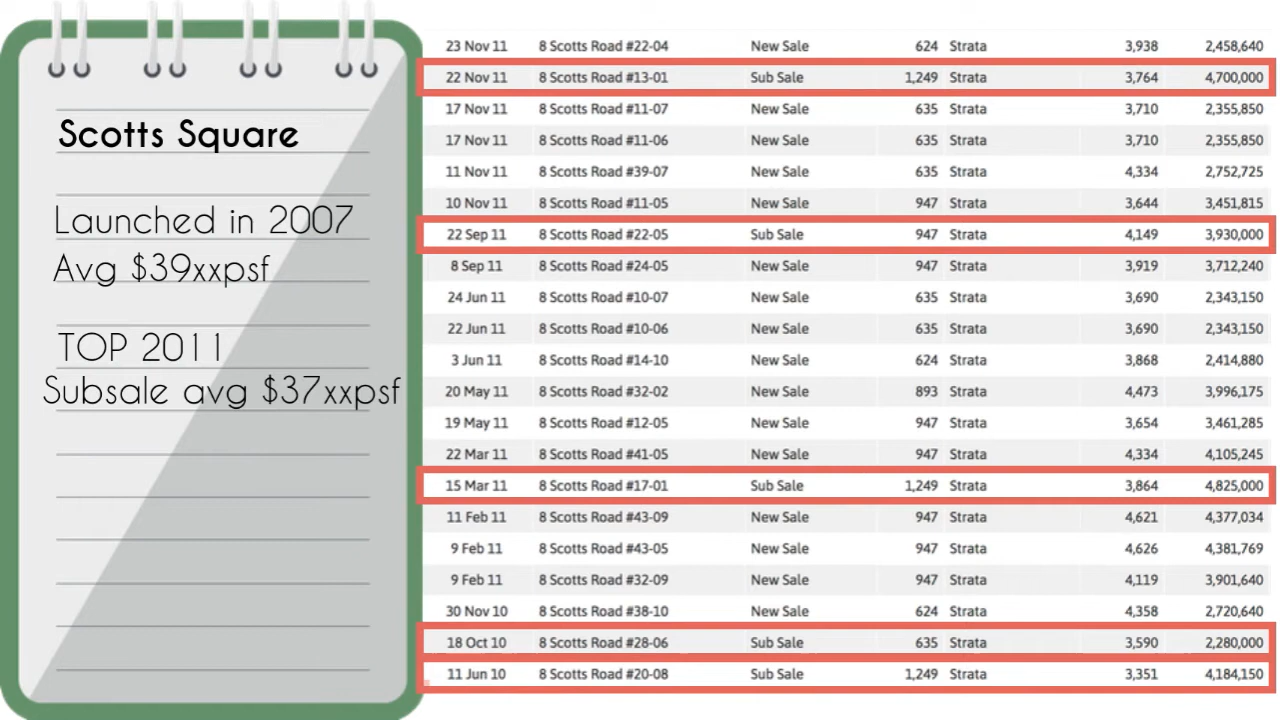 Scotts Square
Launched in 2007
Avg $39xxpsf
TOP 2011
Subsale avg $37xxpsf
23 Nov 11 8 Scotts Road #22-04 New Sale 624 Strata 3,938 2,458,640
22 Nov 11 8 Scotts Road #13-01 Sub Sale 1,249 Strata 3,764 4,700,000
17 Nov 11 8 Scotts Road #11-07 New Sale 635 Strata 3,710 2,355,850
17 Nov 11 8 Scotts Road #11-06 New Sale 635 Strata 3,710 2,355,850
11 Nov 11 8 Scotts Road #39-07 New Sale 635 Strata 4,334 2,752,725
10 Nov 11 8 Scotts Road #11-05 New Sale 947 Strata 3,644 3,451,815
22 Sep 11 8 Scotts Road #22-05 Sub Sale 947 Strata 4,149 3,930,000
8 Sep 11 8 Scotts Road #24-05 New Sale 947 Strata 3,919 3,712,240
24 Jun 11 8 Scotts Road #10-07 New Sale 635 Strata 3,690 2,343,150
22 Jun 11 8 Scotts Road #10-06 New Sale 635 Strata 3,690 2,343,150
3 Jun 11 8 Scotts Road #14-10 New Sale 624 Strata 3,868 2,414,880
20 May 11 8 Scotts Road #32-02 New Sale 893 Strata 4,473 3,996,175
19 May 11 8 Scotts Road #12-05 New Sale 947 Strata 3,654 3,461,285
22 Mar 11 8 Scotts Road #41-05 New Sale 947 Strata 4,334 4,105,245
15 Mar 11 8 Scotts Road #17-01 Sub Sale 1,249 Strata 3,864 4,825,000
11 Feb 11 8 Scotts Road #43-09 New Sale 947 Strata 4,621 4,377,034
9 Feb 11 8 Scotts Road #43-05 New Sale 947 Strata 4,626 4,381,769
9 Feb 11 8 Scotts Road #32-09 New Sale 947 Strata 4,119 3,901,640
30 Nov 10 8 Scotts Road #38-10 New Sale 624 Strata 4,358 2,720,640
18 Oct 10 8 Scotts Road #28-06 Sub Sale 635 Strata 3,590 2,280,000
11 Jun 10 8 Scotts Road #20-08 Sub Sale 1,249 Strata 3,351 4,184,150